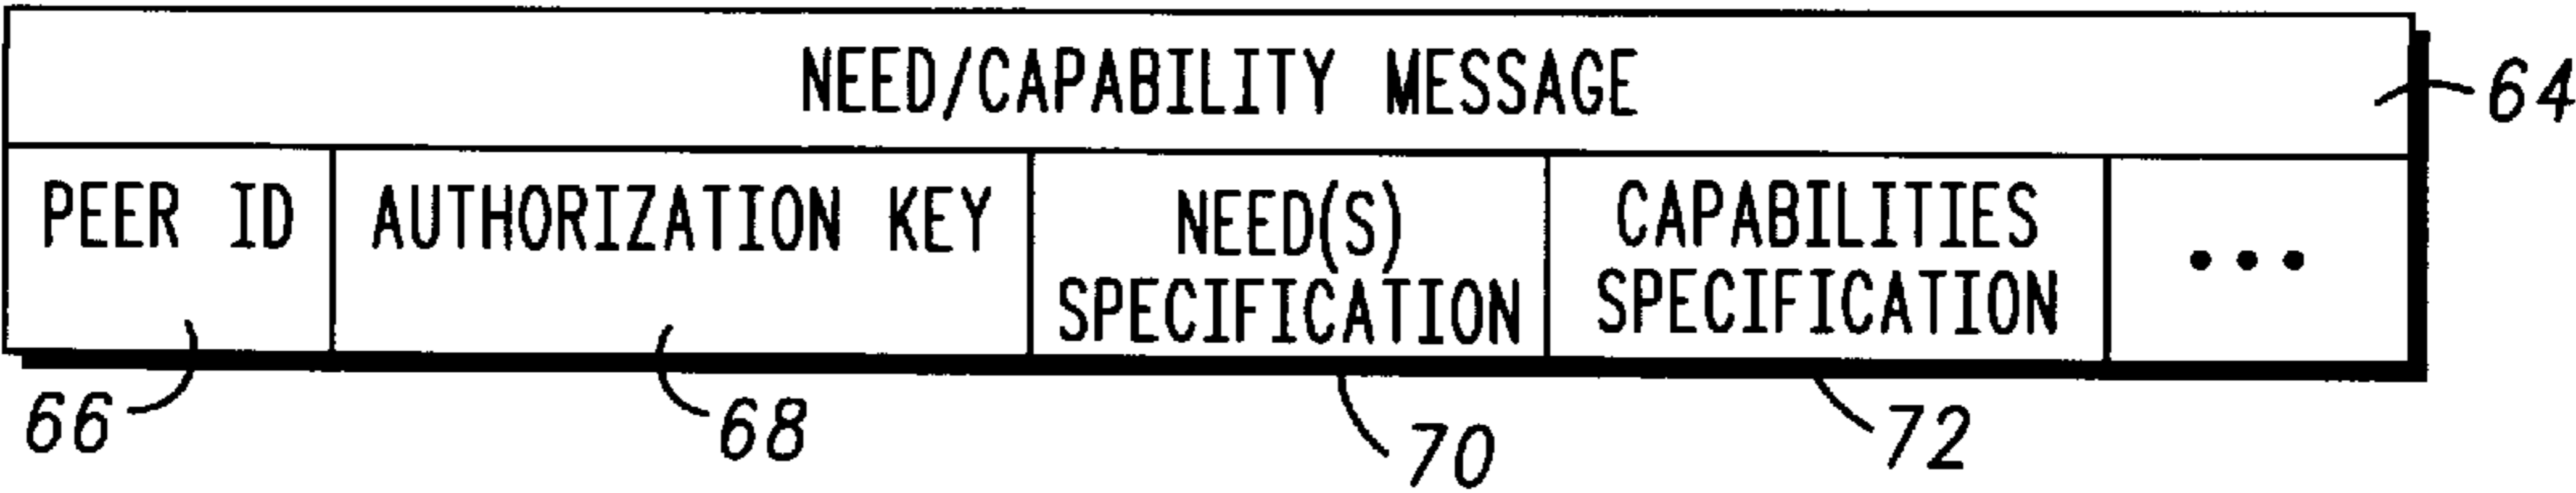 NEED/CAPABILITY MESSAGE
64
PEER ID
AUTHORIZATION KEY
NEED(S)
SPECIFICATION
CAPABILITIES
SPECIFICATION
•••
66
68
70
72